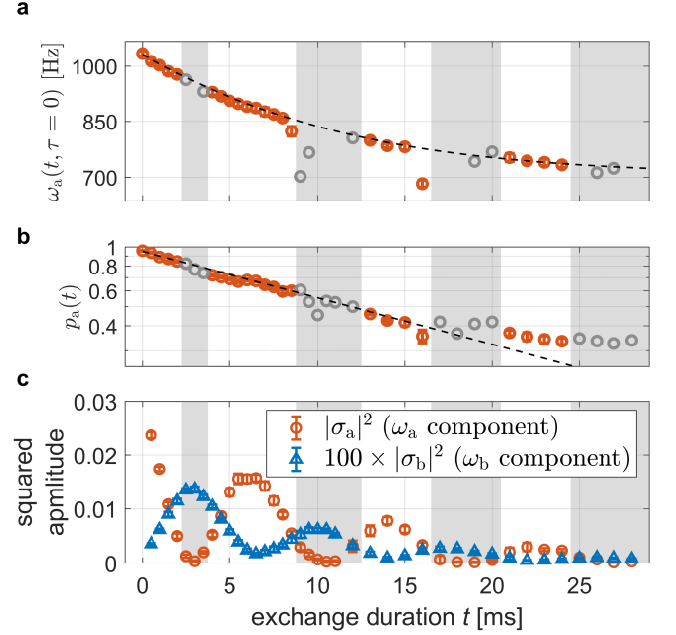 a
ωa(t, τ = 0) [Hz]
1000
850
700
b
pa(t)
1
0.8
0.6
0.4
c
squared
apmlitude
0.03
0.02
0.01
0
|σa|² (ωa component)
100 × |σb|² (ωb component)
0 5 10 15 20 25
exchange duration t [ms]